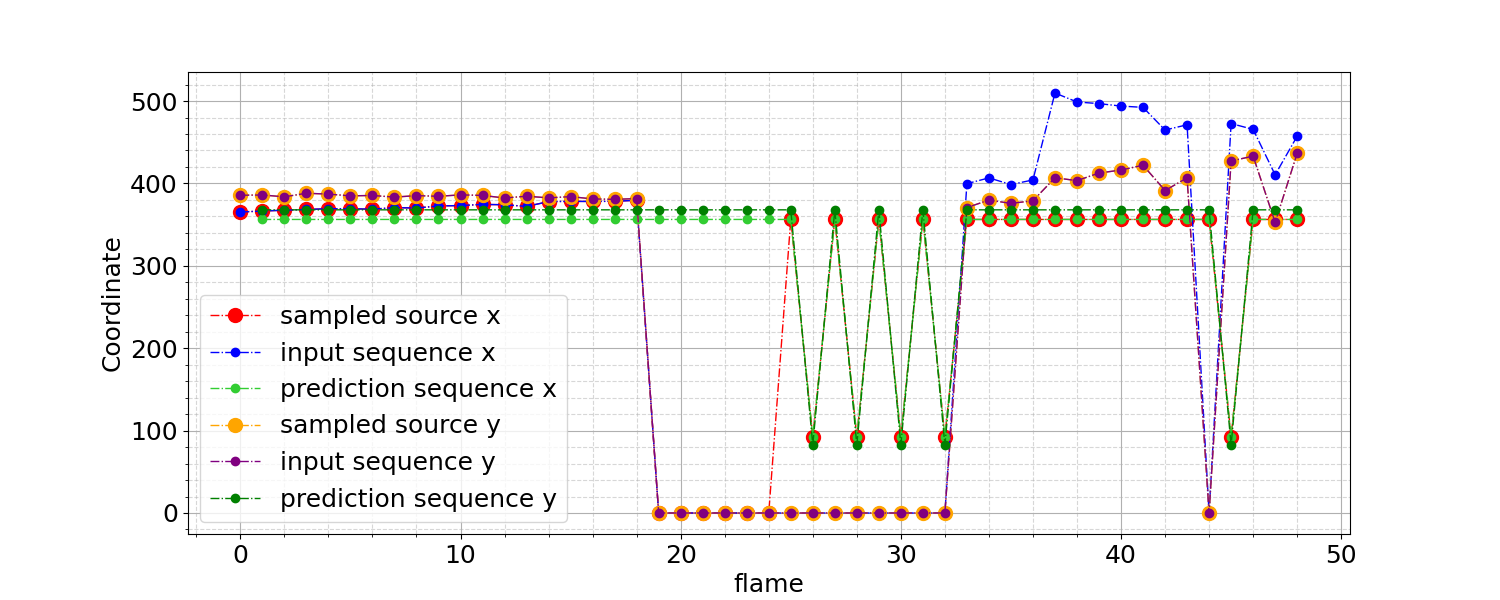 500
400
300
200
100
0
Coordinate
sampled source x
input sequence x
prediction sequence x
sampled source y
input sequence y
prediction sequence y
0 10 20 30 40 50
flame